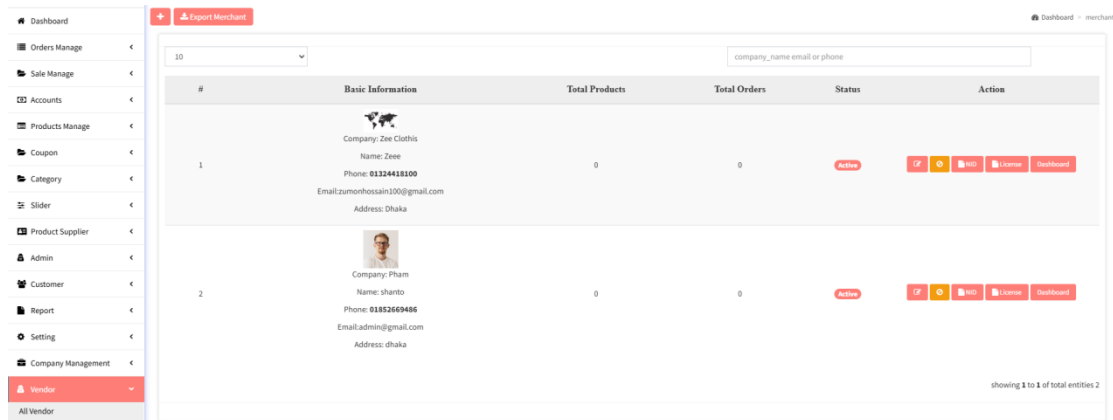 Dashboard
Orders Manage
Sale Manage
Accounts
Products Manage
Coupon
Category
Slider
Product Supplier
Admin
Customer
Report
Setting
Company Management
Vendor
All Vendor
+ Export Merchant
Dashboard > merchant
10
company_name email or phone
# Basic Information Total Products Total Orders Status Action
Company: Zee Clothis
Name: Zeee
1 Phone: 01324418100 0 0 Active NID License Dashboard
Email:zumonhossain100@gmail.com
Address: Dhaka
Company: Pham
Name: shanto
2 Phone: 01852669486 0 0 Active NID License Dashboard
Email:admin@gmail.com
Address: dhaka
showing 1 to 1 of total entities 2